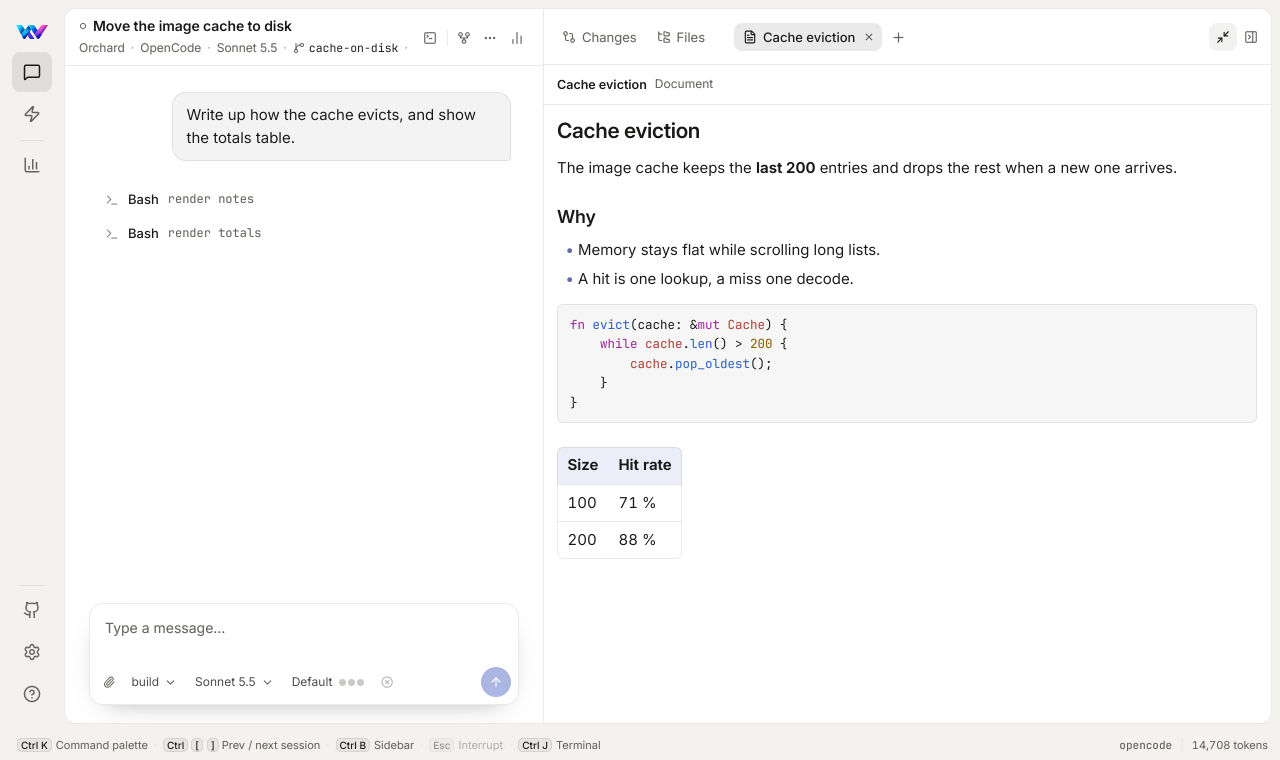 Move the image cache to disk
Orchard · OpenCode · Sonnet 5.5 · cache-on-disk ·
Write up how the cache evicts, and show
the totals table.
Bash render notes
Bash render totals
Type a message...
build Sonnet 5.5 Default
Changes Files Cache eviction
Cache eviction Document
Cache eviction
The image cache keeps the last 200 entries and drops the rest when a new one arrives.
Why
• Memory stays flat while scrolling long lists.
• A hit is one lookup, a miss one decode.
fn evict(cache: &mut Cache) {
    while cache.len() > 200 {
        cache.pop_oldest();
    }
}
Size Hit rate
100 71 %
200 88 %
Ctrl K Command palette · Ctrl [ ] Prev / next session · Ctrl B Sidebar · Esc Interrupt · Ctrl J Terminal
opencode 14,708 tokens